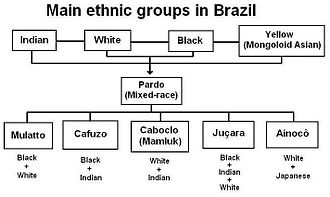 Main ethnic groups in Brazil
Indian
White
Black
Yellow
(Mongoloid Asian)
Pardo
(Mixed-race)
Mulatto
Cafuzo
Caboclo
(Mamluk)
Juçara
Ainocô
Black
+
White
Black
+
Indian
White
+
Indian
Black
+
Indian
+
White
White
+
Japanese